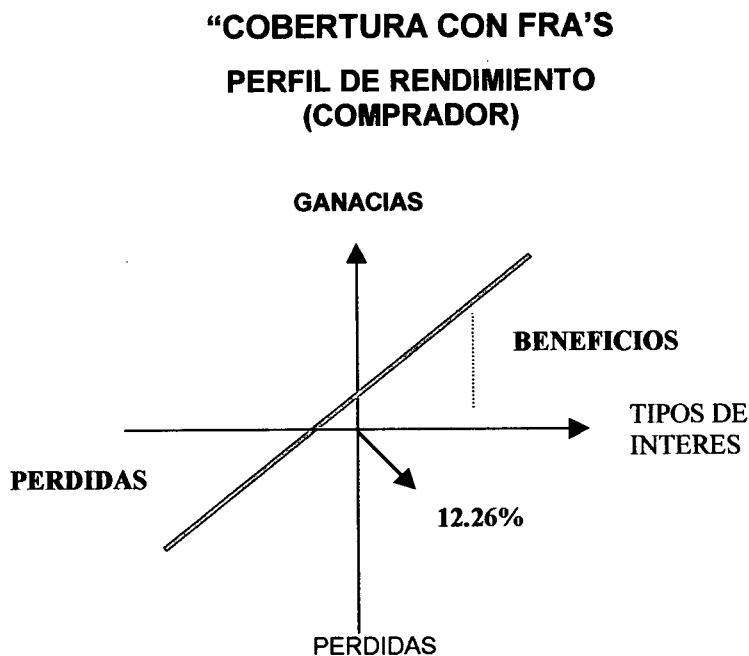 “COBERTURA CON FRA'S
PERFIL DE RENDIMIENTO
(COMPRADOR)
GANACIAS
BENEFICIOS
TIPOS DE
INTERES
PERDIDAS
12.26%
PERDIDAS